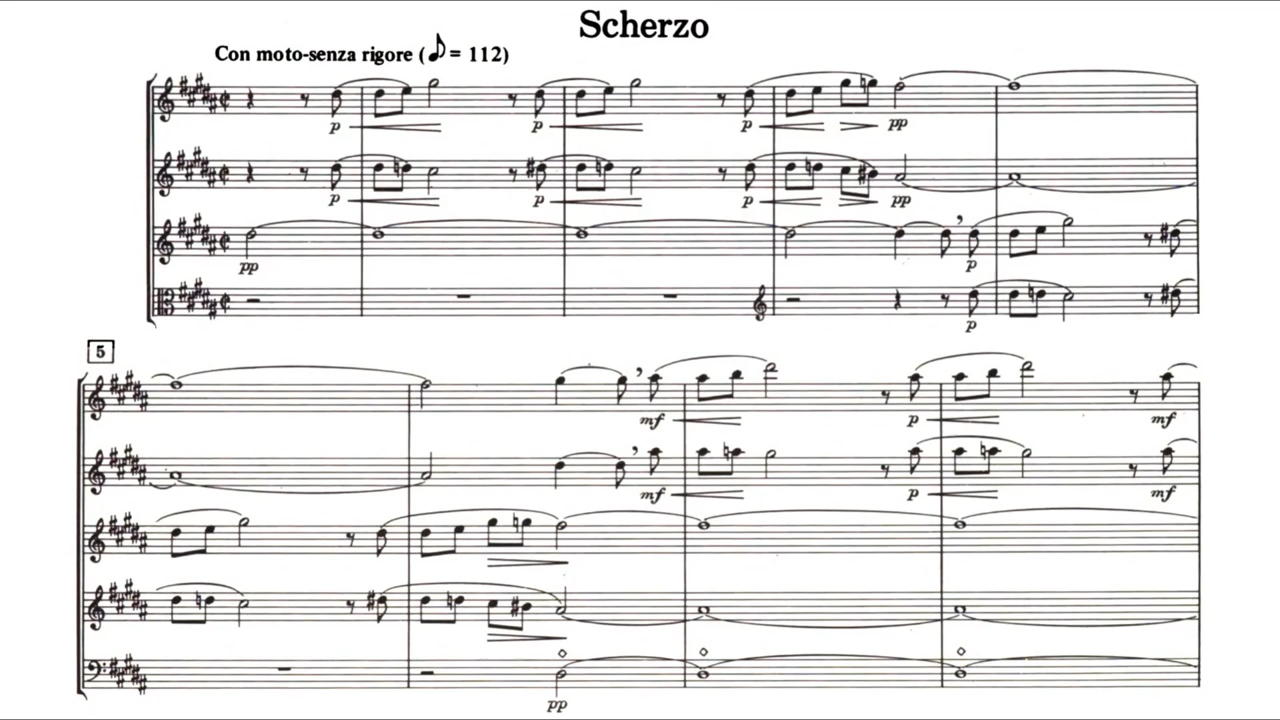 Scherzo
Con moto-senza rigore (♪= 112)
p p p pp
p p p pp
pp p
p
5
mf p mf
mf p mf
pp